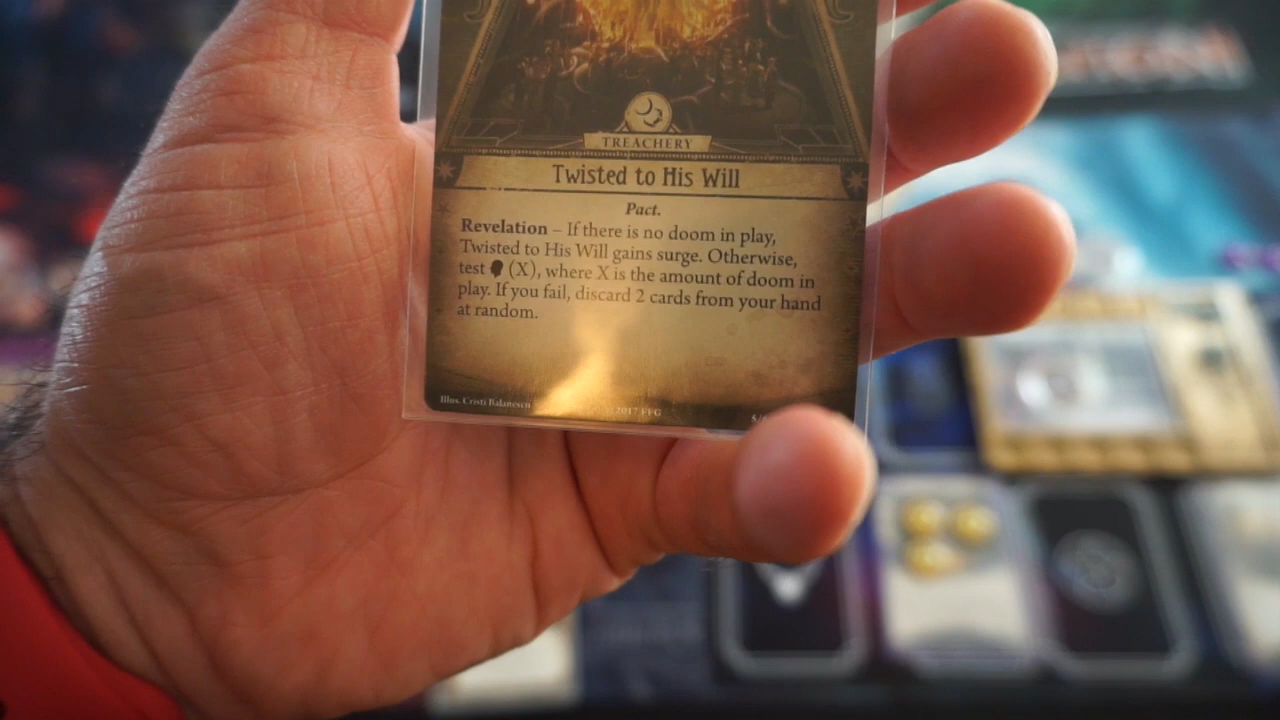 TREACHERY
Twisted to His Will
Pact.
Revelation – If there is no doom in play,
Twisted to His Will gains surge. Otherwise,
test (X), where X is the amount of doom in
play. If you fail, discard 2 cards from your hand
at random.
Illus. Cristi Balanescu 2017 FFG